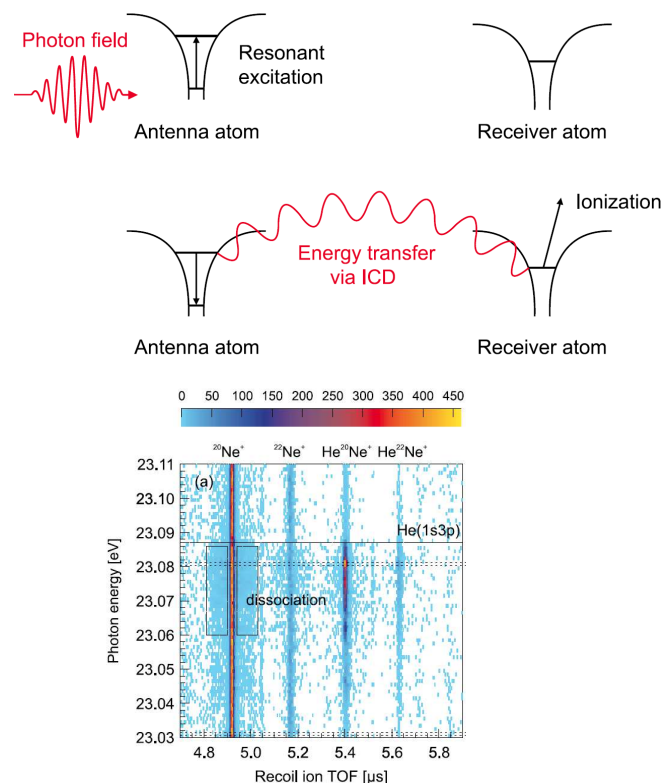 Photon field
Resonant
excitation
Antenna atom
Receiver atom
Ionization
Energy transfer
via ICD
Antenna atom
Receiver atom
0 50 100 150 200 250 300 350 400 450
²⁰Ne⁺ ²²Ne⁺ He²⁰Ne⁺ He²²Ne⁺
(a)
23.11
23.10
He(1s3p)
23.09
23.08
dissociation
23.07
23.06
23.05
23.04
23.03
Photon energy [eV]
4.8 5.0 5.2 5.4 5.6 5.8
Recoil ion TOF [µs]